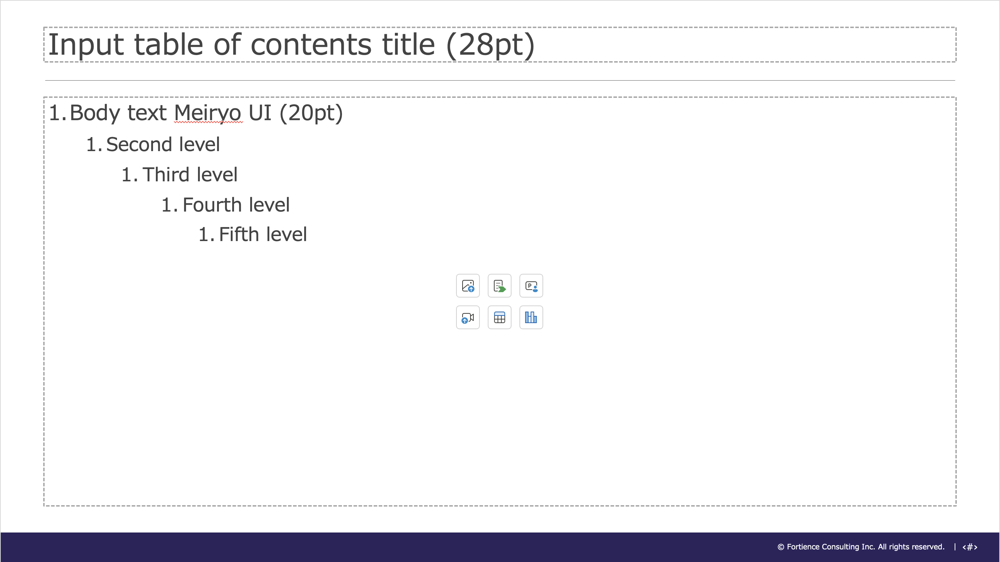 Input table of contents title (28pt)
1. Body text Meiryo UI (20pt)
1. Second level
1. Third level
1. Fourth level
1. Fifth level
P
© Fortience Consulting Inc. All rights reserved. | ‹#›